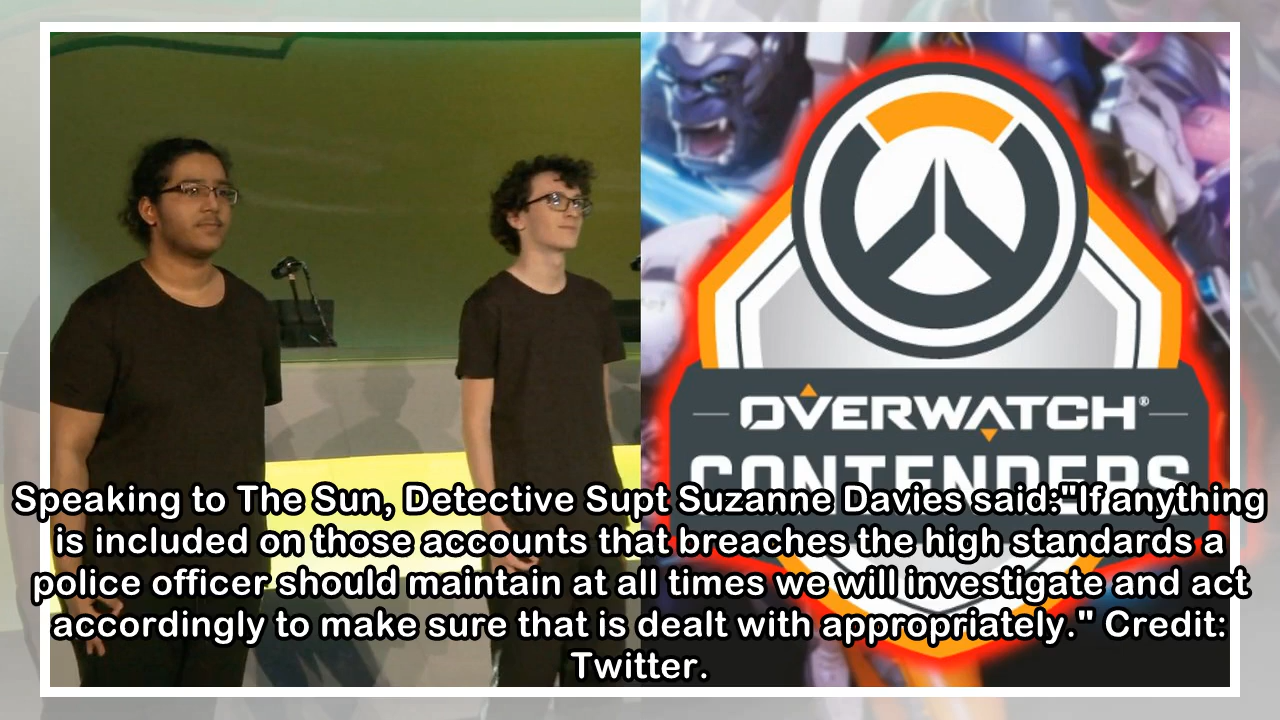 OVERWATCH®
CONTENDERS
Speaking to The Sun, Detective Supt Suzanne Davies said:"If anything
is included on those accounts that breaches the high standards a
police officer should maintain at all times we will investigate and act
accordingly to make sure that is dealt with appropriately." Credit:
Twitter.